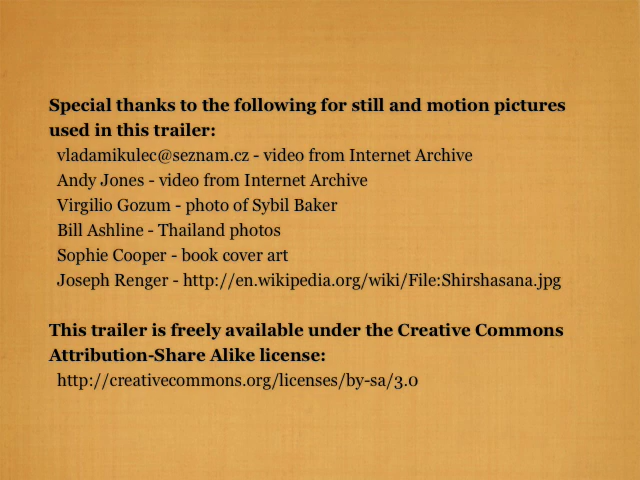 Special thanks to the following for still and motion pictures
used in this trailer:
vladamikulec@seznam.cz - video from Internet Archive
Andy Jones - video from Internet Archive
Virgilio Gozum - photo of Sybil Baker
Bill Ashline - Thailand photos
Sophie Cooper - book cover art
Joseph Renger - http://en.wikipedia.org/wiki/File:Shirshasana.jpg
This trailer is freely available under the Creative Commons
Attribution-Share Alike license:
http://creativecommons.org/licenses/by-sa/3.0